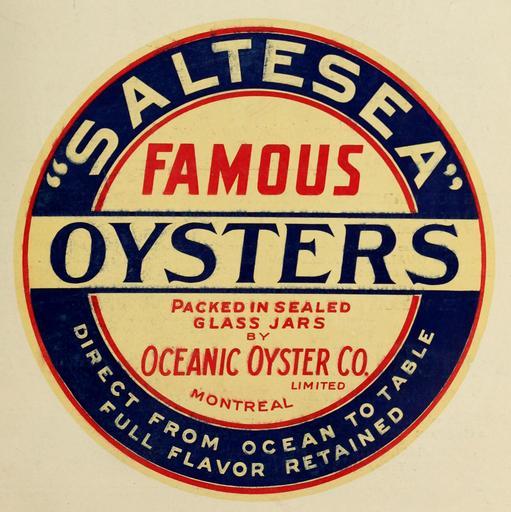 "SALTESEA"
FAMOUS
OYSTERS
PACKED IN SEALED
GLASS JARS
BY
OCEANIC OYSTER CO.
LIMITED
MONTREAL
DIRECT FROM OCEAN TO TABLE
FULL FLAVOR RETAINED